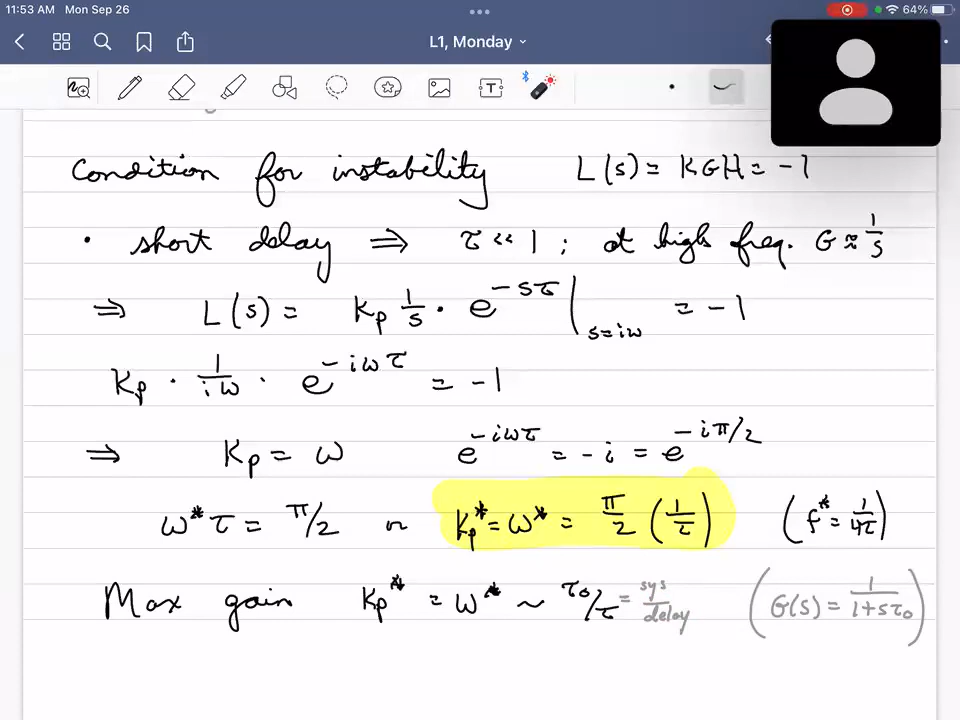 11:53 AM Mon Sep 26
64%
L1, Monday
Condition for instability L(s) = KGH = -1
• short delay ⇒ τ << 1 ; at high freq. G ≈ 1/s
⇒ L(s) = Kp 1/s · e^{-sτ} |_{s=iω} = -1
Kp · 1/iω · e^{-iωτ} = -1
⇒ Kp = ω e^{-iωτ} = -i = e^{-iπ/2}
ω*τ = π/2 or Kp* = ω* = π/2 (1/τ) (f* = 1/4τ)
Max gain Kp* = ω* ~ τ₀/τ = sys/delay (G(s) = 1/(1+sτ₀))